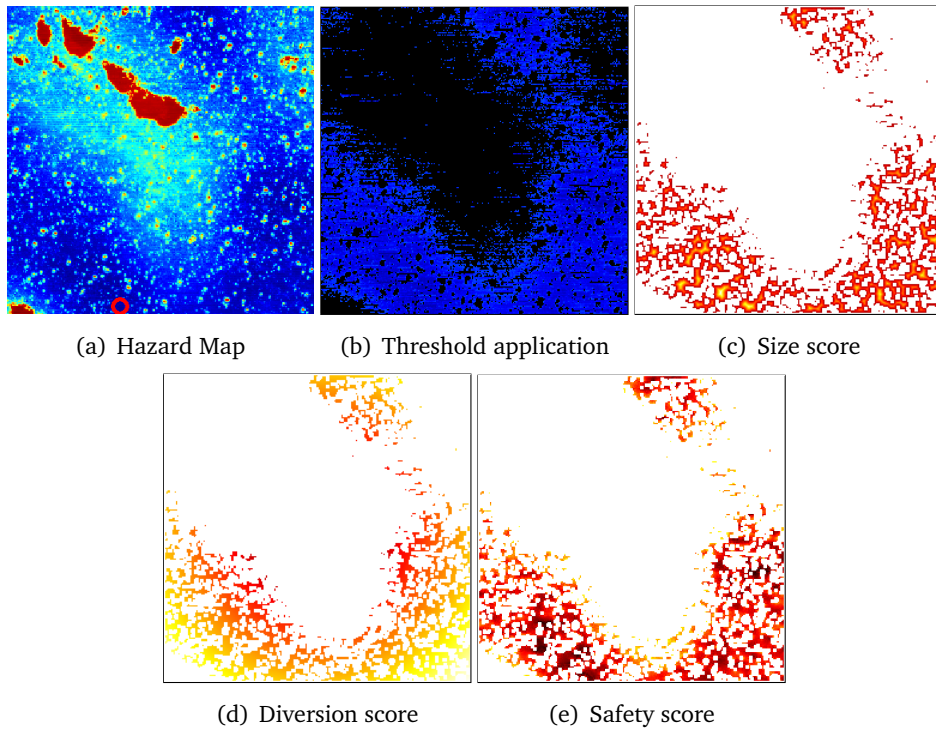 (a) Hazard Map
(b) Threshold application
(c) Size score
(d) Diversion score
(e) Safety score